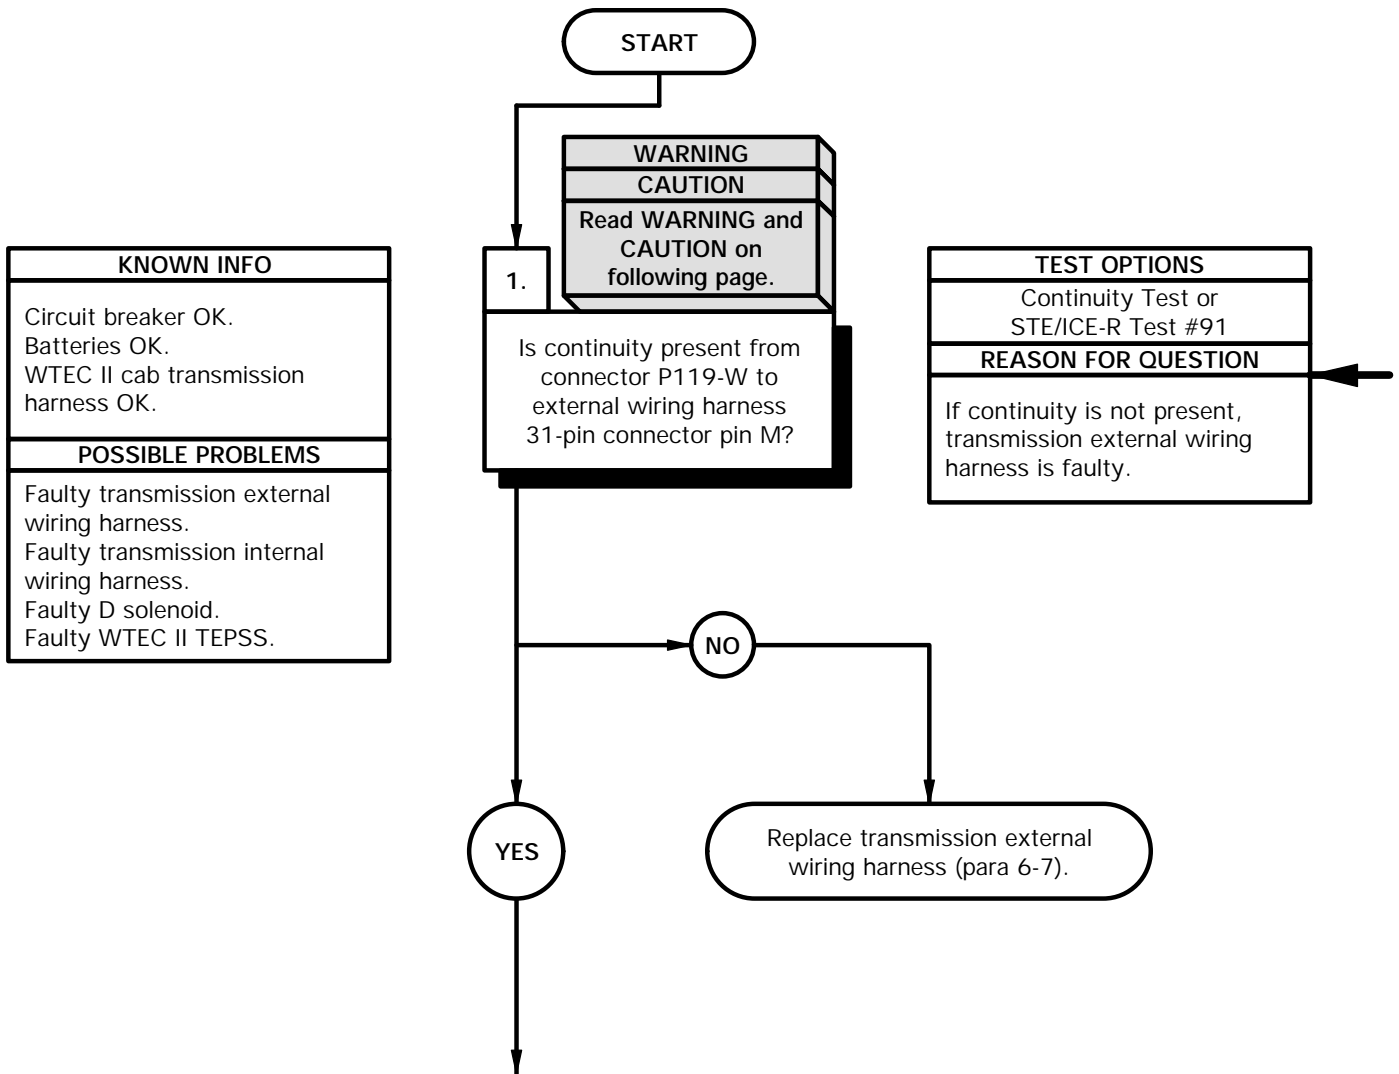 START
WARNING
CAUTION
Read WARNING and
CAUTION on
following page.
KNOWN INFO
Circuit breaker OK.
Batteries OK.
WTEC II cab transmission
harness OK.
POSSIBLE PROBLEMS
Faulty transmission external
wiring harness.
Faulty transmission internal
wiring harness.
Faulty D solenoid.
Faulty WTEC II TEPSS.
1.
Is continuity present from
connector P119-W to
external wiring harness
31-pin connector pin M?
TEST OPTIONS
Continuity Test or
STE/ICE-R Test #91
REASON FOR QUESTION
If continuity is not present,
transmission external wiring
harness is faulty.
NO
YES
Replace transmission external
wiring harness (para 6-7).